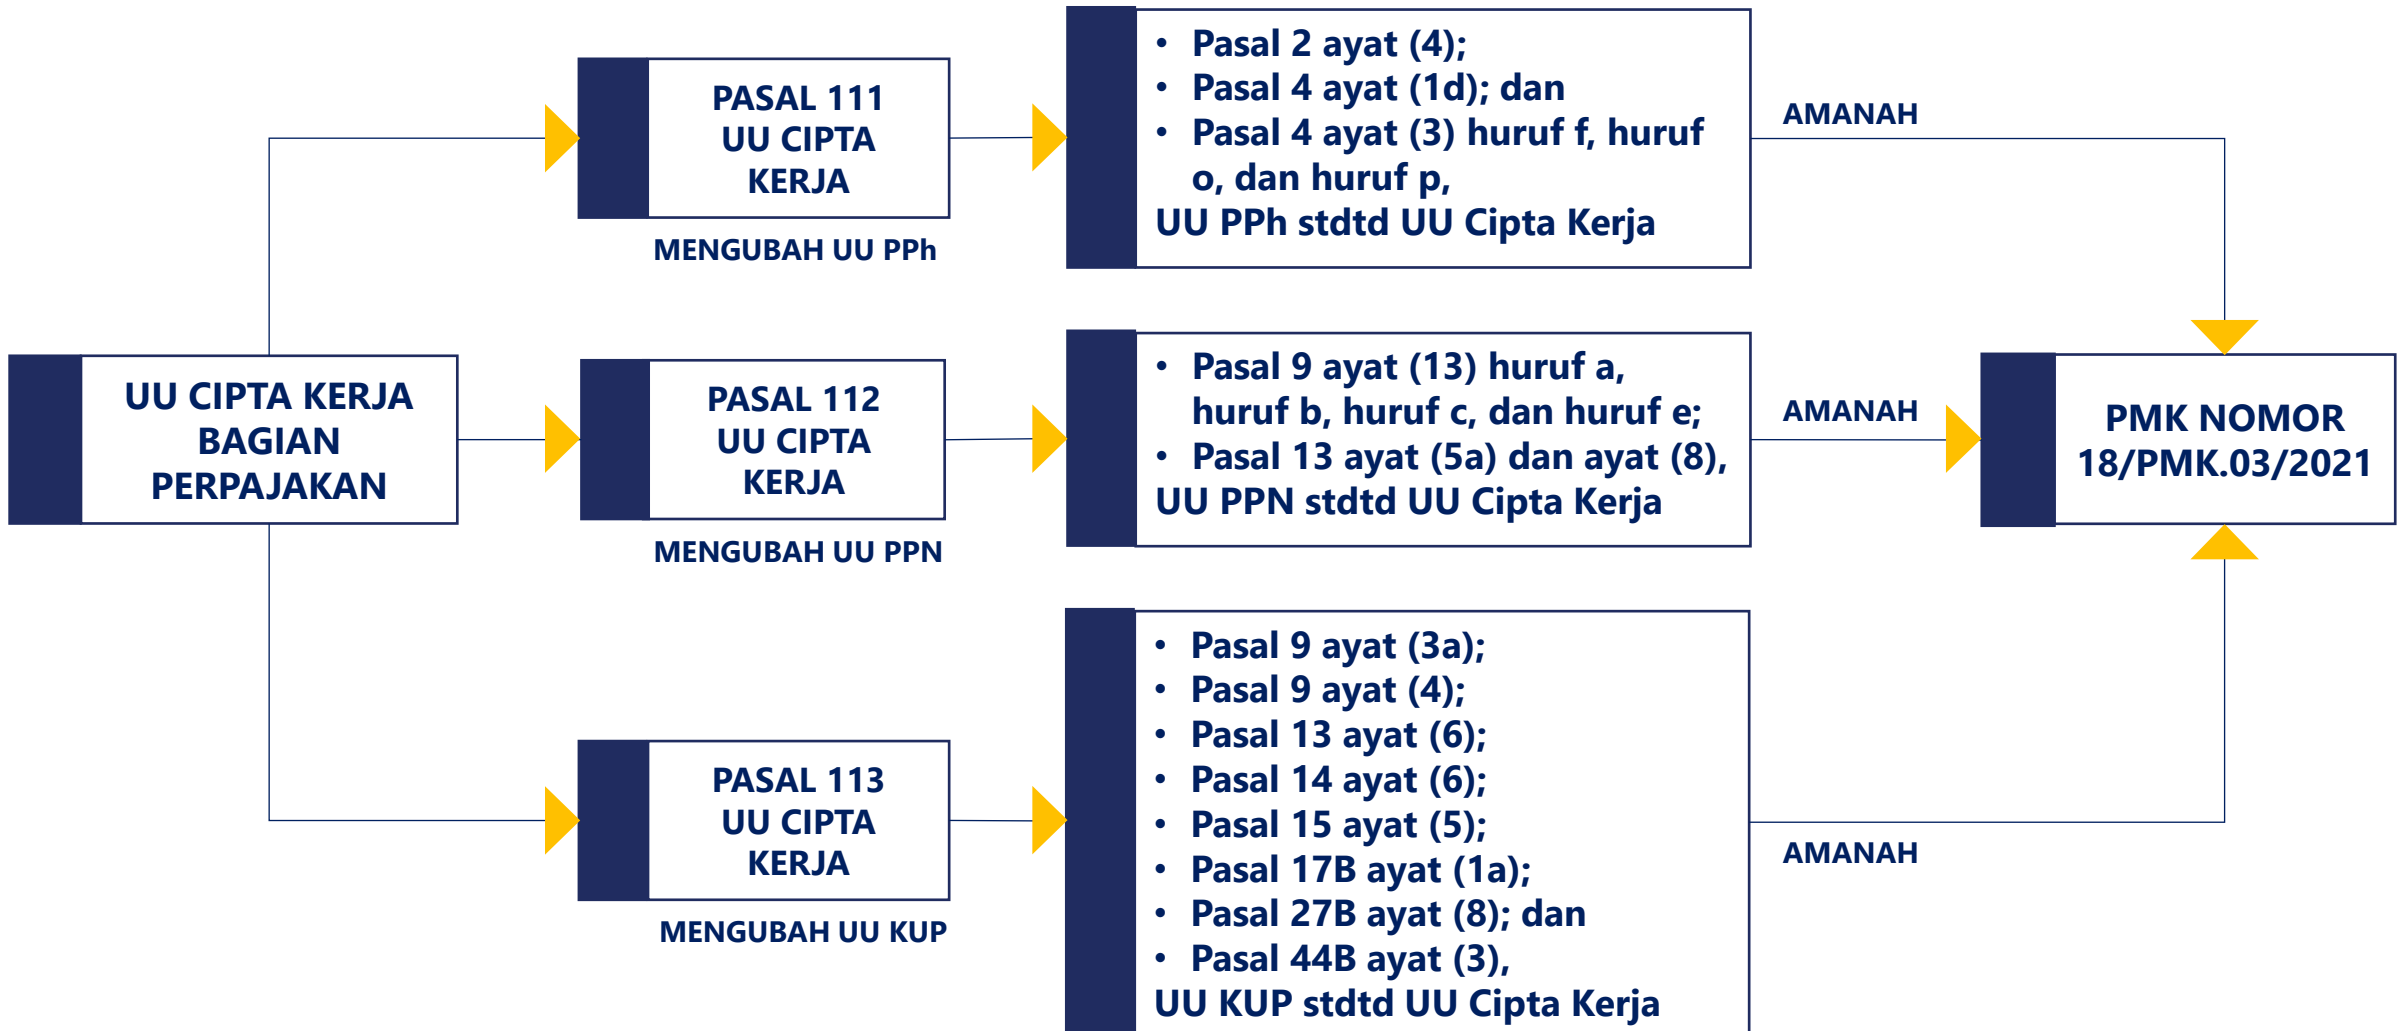 UU CIPTA KERJA
BAGIAN
PERPAJAKAN
PASAL 111
UU CIPTA
KERJA
MENGUBAH UU PPh
• Pasal 2 ayat (4);
• Pasal 4 ayat (1d); dan
• Pasal 4 ayat (3) huruf f, huruf
o, dan huruf p,
UU PPh stdtd UU Cipta Kerja
AMANAH
PASAL 112
UU CIPTA
KERJA
MENGUBAH UU PPN
• Pasal 9 ayat (13) huruf a,
huruf b, huruf c, dan huruf e;
• Pasal 13 ayat (5a) dan ayat (8),
UU PPN stdtd UU Cipta Kerja
AMANAH
PASAL 113
UU CIPTA
KERJA
MENGUBAH UU KUP
• Pasal 9 ayat (3a);
• Pasal 9 ayat (4);
• Pasal 13 ayat (6);
• Pasal 14 ayat (6);
• Pasal 15 ayat (5);
• Pasal 17B ayat (1a);
• Pasal 27B ayat (8); dan
• Pasal 44B ayat (3),
UU KUP stdtd UU Cipta Kerja
AMANAH
PMK NOMOR
18/PMK.03/2021